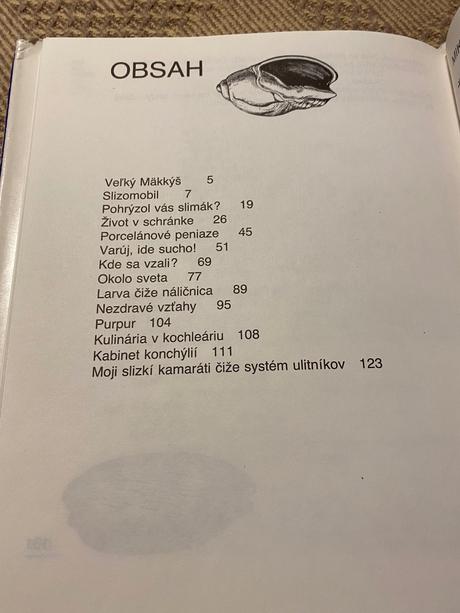 OBSAH
Veľký Mäkkýš 5
Slizomobil 7
Pohrýzol vás slimák? 19
Život v schránke 26
Porcelánové peniaze 45
Varúj, ide sucho! 51
Kde sa vzali? 69
Okolo sveta 77
Larva čiže náličnica 89
Nezdravé vzťahy 95
Purpur 104
Kulinária v kochleáriu 108
Kabinet konchýlií 111
Moji slizkí kamaráti čiže systém ulitníkov 123